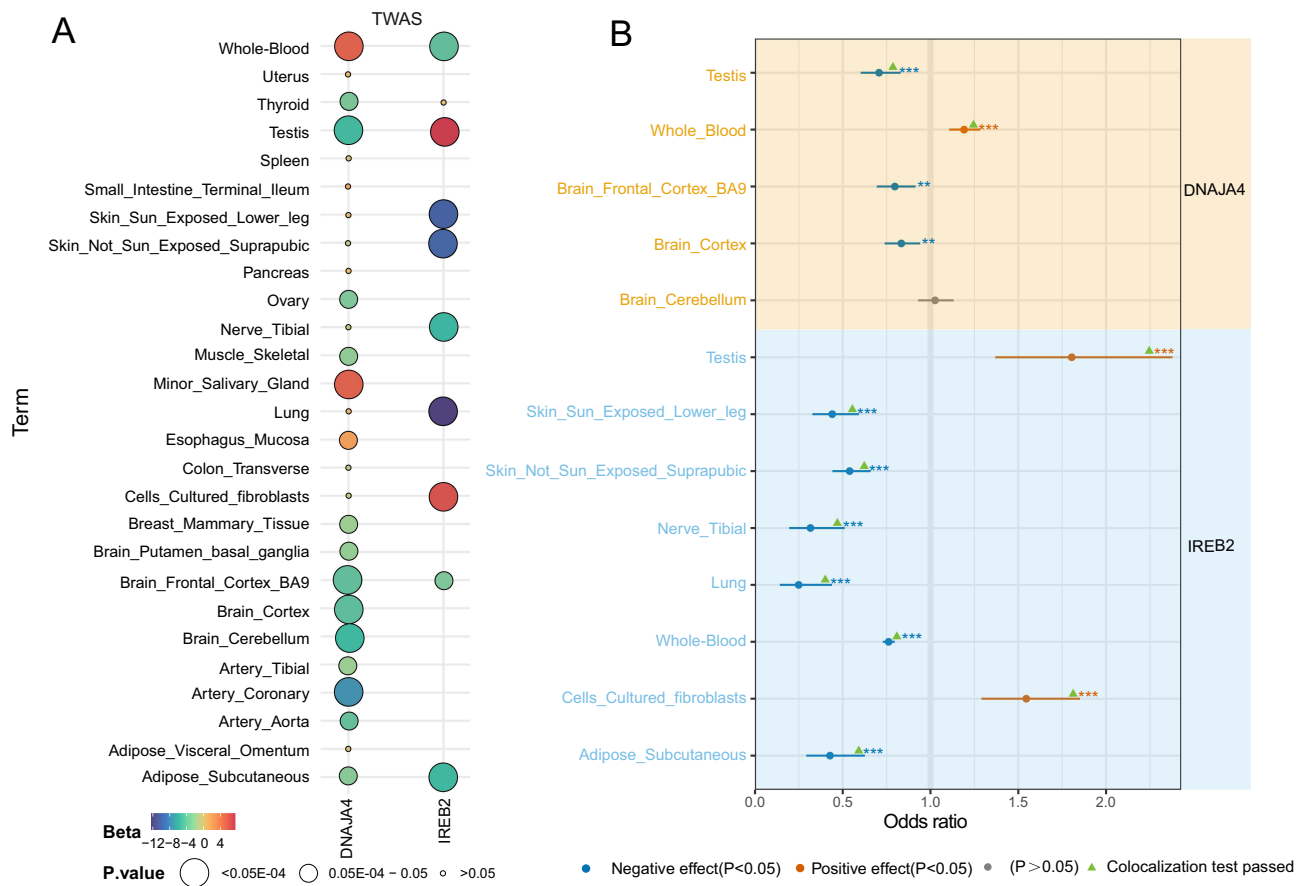 A
TWAS
Whole-Blood
Uterus
Thyroid
Testis
Spleen
Small_Intestine_Terminal_Ileum
Skin_Sun_Exposed_Lower_leg
Skin_Not_Sun_Exposed_Suprapubic
Pancreas
Ovary
Nerve_Tibial
Muscle_Skeletal
Minor_Salivary_Gland
Lung
Esophagus_Mucosa
Colon_Transverse
Cells_Cultured_fibroblasts
Breast_Mammary_Tissue
Brain_Putamen_basal_ganglia
Brain_Frontal_Cortex_BA9
Brain_Cortex
Brain_Cerebellum
Artery_Tibial
Artery_Coronary
Artery_Aorta
Adipose_Visceral_Omentum
Adipose_Subcutaneous
Term
DNAJA4
IREB2
Beta
−12−8−4 0 4
P.value
<0.05E-04
0.05E-04 − 0.05
>0.05
B
Testis ***
Whole_Blood ***
Brain_Frontal_Cortex_BA9 **
Brain_Cortex **
Brain_Cerebellum
DNAJA4
Testis ***
Skin_Sun_Exposed_Lower_leg ***
Skin_Not_Sun_Exposed_Suprapubic ***
Nerve_Tibial ***
Lung ***
Whole-Blood ***
Cells_Cultured_fibroblasts ***
Adipose_Subcutaneous ***
IREB2
0.0 0.5 1.0 1.5 2.0
Odds ratio
Negative effect(P<0.05) Positive effect(P<0.05) (P>0.05) Colocalization test passed